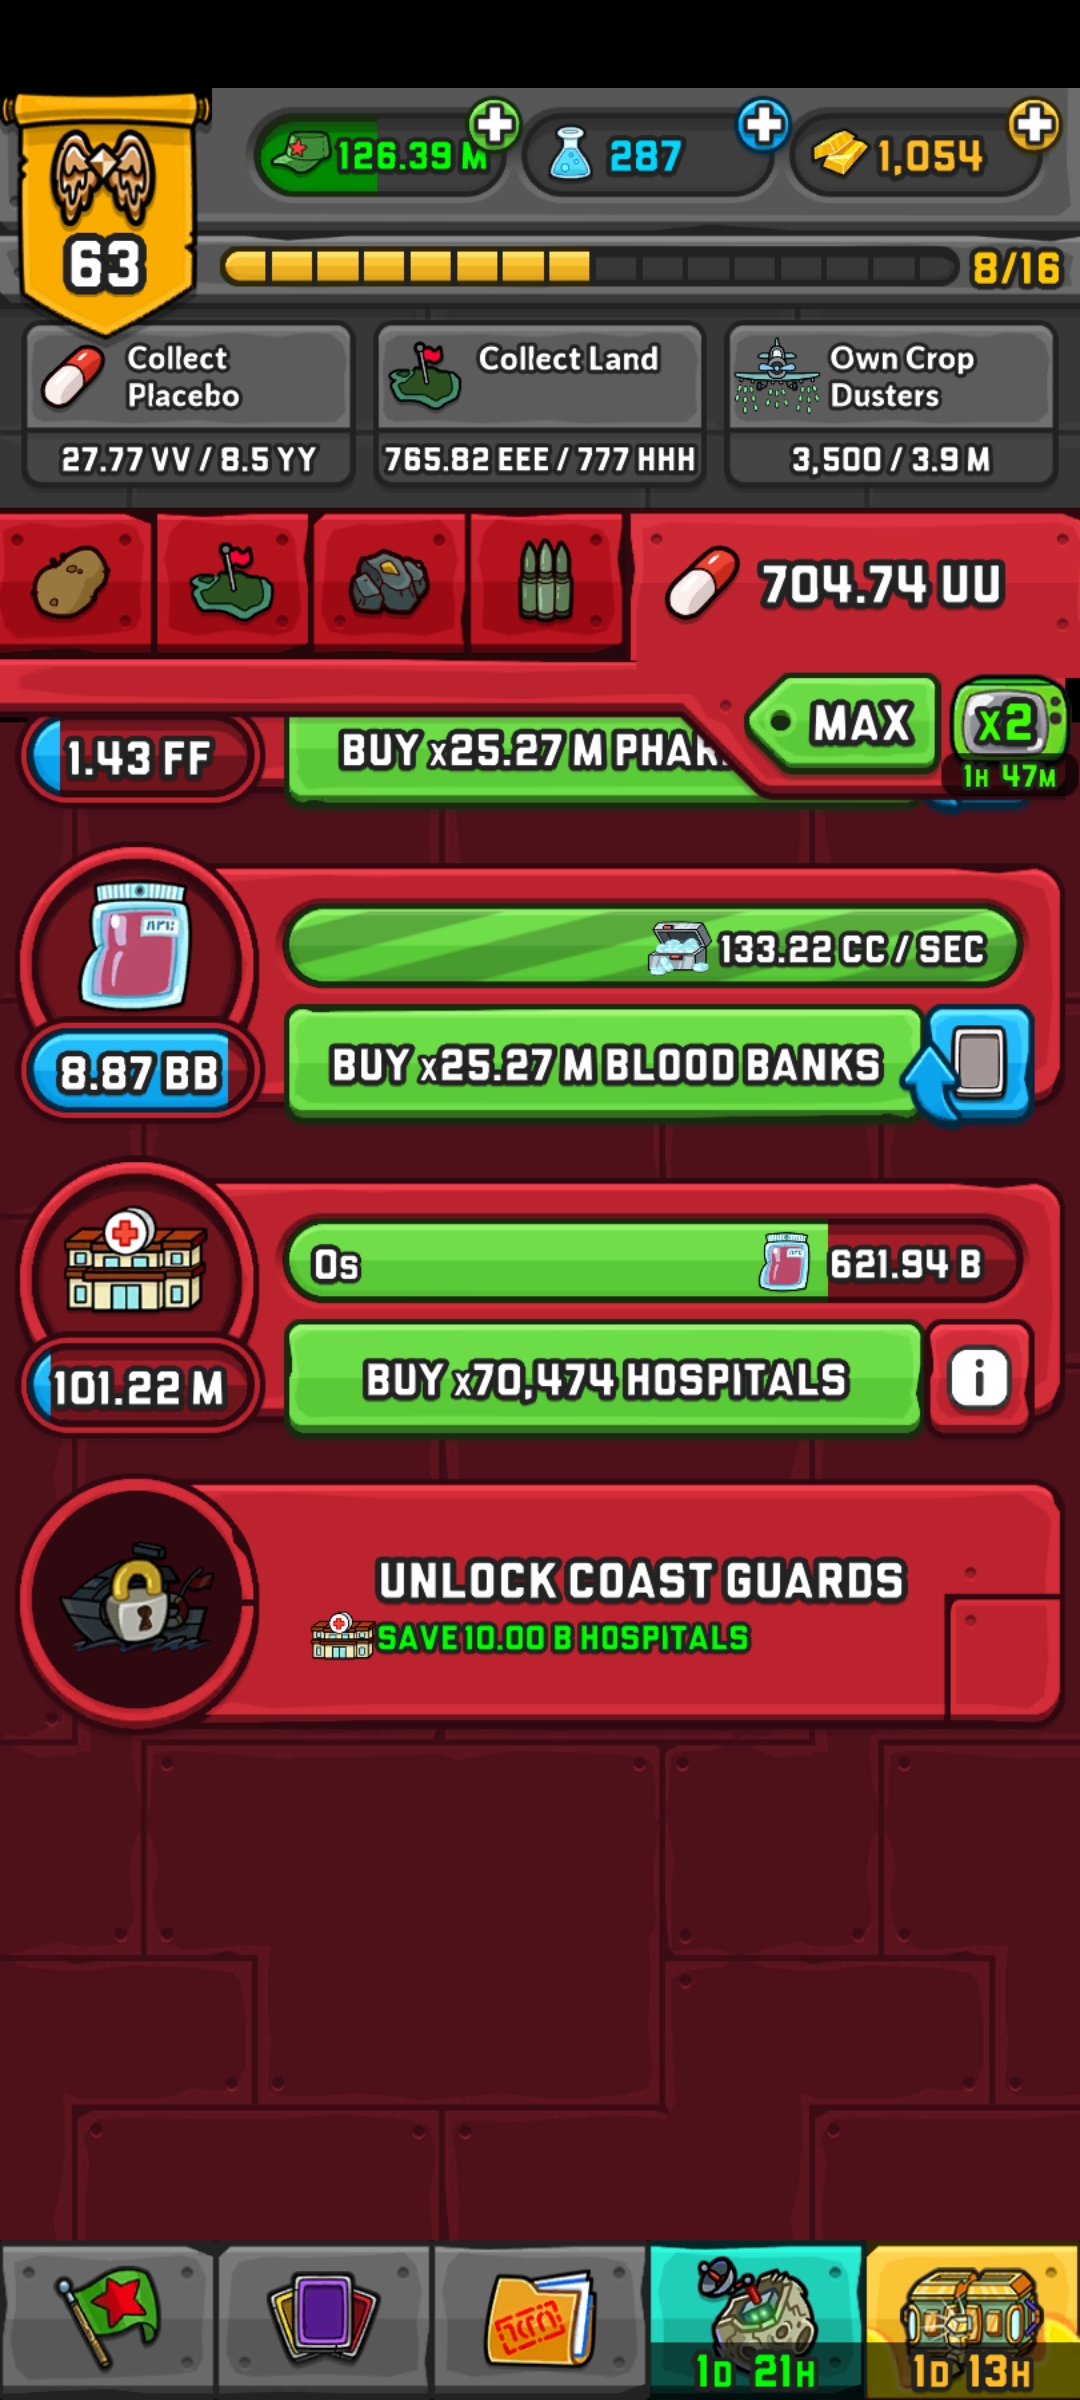 126.39 M
287
1,054
63
8/16
Collect
Placebo
27.77 VV / 8.5 YY
Collect Land
765.82 EEE / 777 HHH
Own Crop
Dusters
3,500 / 3.9 M
704.74 UU
MAX
x2
1H 47M
1.43 FF
BUY x25.27 M PHAR
133.22 CC / SEC
8.87 BB
BUY x25.27 M BLOOD BANKS
0s
621.94 B
101.22 M
BUY x70,474 HOSPITALS
i
UNLOCK COAST GUARDS
SAVE 10.00 B HOSPITALS
1D 21H
1D 13H